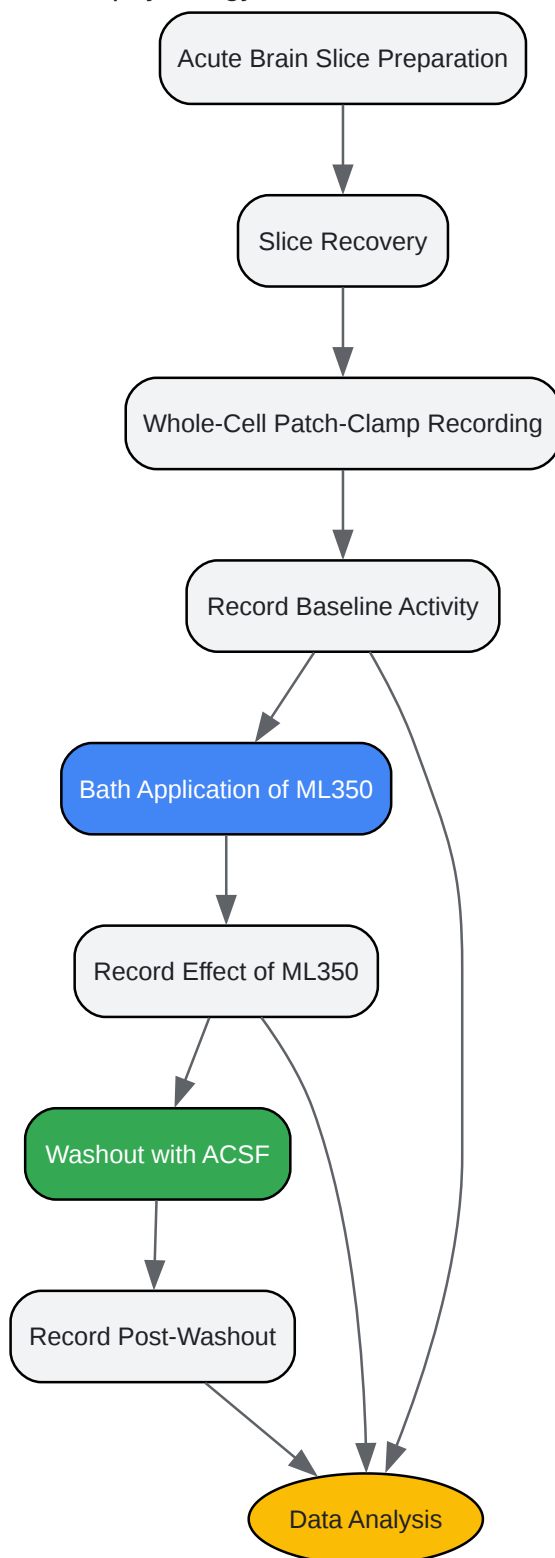 Acute Brain Slice Preparation
Slice Recovery
Whole-Cell Patch-Clamp Recording
Record Baseline Activity
Bath Application of ML350
Record Effect of ML350
Washout with ACSF
Record Post-Washout
Data Analysis